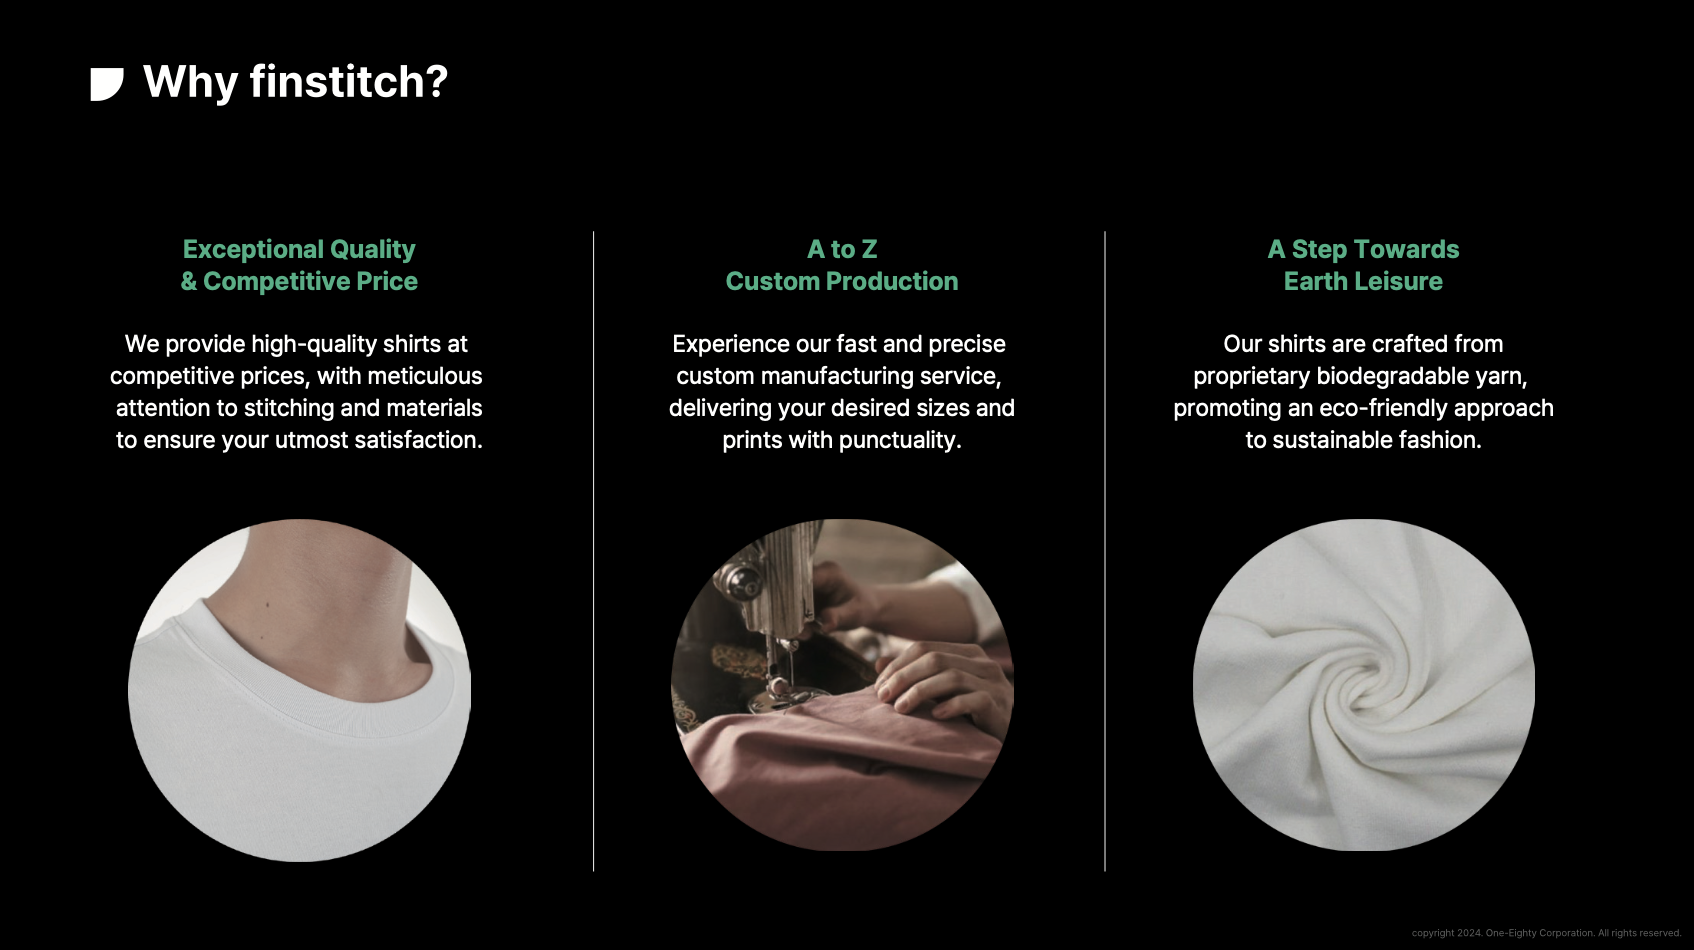 Why finstitch?
Exceptional Quality
& Competitive Price
We provide high-quality shirts at
competitive prices, with meticulous
attention to stitching and materials
to ensure your utmost satisfaction.
A to Z
Custom Production
Experience our fast and precise
custom manufacturing service,
delivering your desired sizes and
prints with punctuality.
A Step Towards
Earth Leisure
Our shirts are crafted from
proprietary biodegradable yarn,
promoting an eco-friendly approach
to sustainable fashion.
copyright 2024. One-Eighty Corporation. All rights reserved.